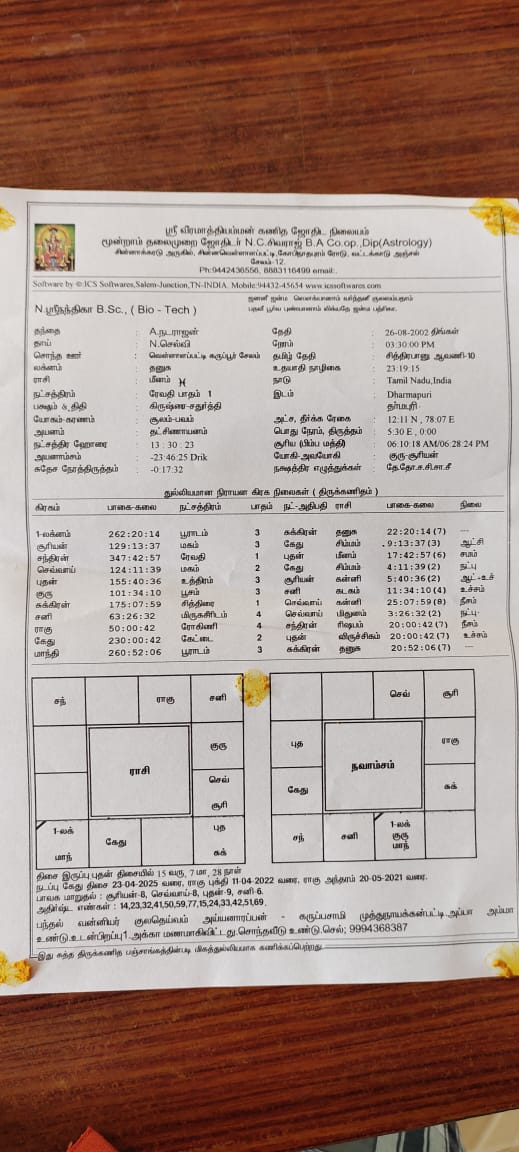 ஸ்ரீ வீரமாத்தியம்மன் கணித ஜோதிட நிலையம்
மூன்றாம் தலைமுறை ஜோதிடர் N.C.சிவராஜ் B.A Co.op.,Dip(Astrology)
சேலம்-12.
Ph:9442436556, 8883116499 email:.
Software by © ICS Softwares,Salem-Junction,TN-INDIA. Mobile:94432-45654 www.icssoftwares.com
ஜனனீ ஜன்ம சௌக்யானாம் வர்த்தனீ குலஸம்பதாம்
பதவீ பூர்வ புண்யானாம் லிக்யதே ஜன்ம பத்ரிகா.
N.ஸ்ரீநந்திகா B.Sc., ( Bio - Tech )
தந்தை : A.நடராஜன் தேதி : 26-08-2002 திங்கள்
தாய் : N.செல்வி நேரம் : 03:30:00 PM
சொந்த ஊர் : வெள்ளாளப்பட்டி கருப்பூர் சேலம் தமிழ் தேதி : சித்திரபானு ஆவணி-10
லக்னம் : தனுசு உதயாதி நாழிகை : 23:19:15
ராசி : மீனம் ♓ நாடு : Tamil Nadu,India
நட்சத்திரம் : ரேவதி பாதம் 1 இடம் : Dharmapuri
பக்ஷம் & திதி : கிருஷ்ண-சதுர்த்தி தர்மபுரி
யோகம்-கரணம் : சூலம்-பவம் அட்ச, தீர்க்க ரேகை : 12:11 N , 78:07 E
அயனம் : தட்சிணாயனம் பொது நேரம், திருத்தம் : 5:30 E , 0:00
நட்சத்திர ஹோரை : 13 : 30 : 23 சூரிய (பிம்ப மத்தி) : 06:10:18 AM/06:28:24 PM
அயனாம்சம் : -23:46:25 Drik யோகி-அவயோகி : குரு-சூரியன்
சுதேச நேரத்திருத்தம் : -0:17:32 நக்ஷத்திர எழுத்துக்கள் : தே.தோ.ச.சி.சா.சீ
துல்லியமான நிராயன கிரக நிலைகள் ( திருக்கணிதம் )
கிரகம் பாகை-கலை நட்சத்திரம் பாதம் நட்-அதிபதி ராசி பாகை-கலை நிலை
1-லக்னம் 262:20:14 பூராடம் 3 சுக்கிரன் தனுசு 22:20:14 (7) ---
சூரியன் 129:13:37 மகம் 3 கேது சிம்மம் 9:13:37 (3) ஆட்சி
சந்திரன் 347:42:57 ரேவதி 1 புதன் மீனம் 17:42:57 (6) சமம்
செவ்வாய் 124:11:39 மகம் 2 கேது சிம்மம் 4:11:39 (2) நட்பு
புதன் 155:40:36 உத்திரம் 3 சூரியன் கன்னி 5:40:36 (2) ஆட்-உச்
குரு 101:34:10 பூசம் 3 சனி கடகம் 11:34:10 (4) உச்சம்
சுக்கிரன் 175:07:59 சித்திரை 1 செவ்வாய் கன்னி 25:07:59 (8) நீசம்
சனி 63:26:32 மிருகசீரிடம் 4 செவ்வாய் மிதுனம் 3:26:32 (2) நட்பு
ராகு 50:00:42 ரோகிணி 4 சந்திரன் ரிஷபம் 20:00:42 (7) நீசம்
கேது 230:00:42 கேட்டை 2 புதன் விருச்சிகம் 20:00:42 (7) உச்சம்
மாந்தி 260:52:06 பூராடம் 3 சுக்கிரன் தனுசு 20:52:06 (7) ---
சந் ராகு சனி
குரு
ராசி
செவ்
சூரி
1-லக்
மாந்
கேது
புத
சுக்
செவ் சூரி
புத ராகு
நவாம்சம்
கேது சுக்
சந் சனி
1-லக்
குரு
மாந்
திசை இருப்பு புதன் திசையில் 15 வரு, 7 மா, 28 நாள்
நடப்பு கேது திசை 23-04-2025 வரை, ராகு புக்தி 11-04-2022 வரை, ராகு அந்தரம் 20-05-2021 வரை.
பாவக மாறுதல் : சூரியன்-8, செவ்வாய்-8, புதன்-9, சனி-6.
அதிர்ஷ்ட எண்கள் : 14,23,32,41,50,59,77,15,24,33,42,51,69,
பந்தல் வன்னியர் குலதெய்வம் அய்யனாரப்பன் - கருப்பசாமி முத்துநாயக்கன்பட்டி.அப்பா அம்மா
உண்டு.உடன்பிறப்பு1.அக்கா மணமாகிவிட்டது.சொந்தவீடு உண்டு.செல்; 9994368387
இது சுத்த திருக்கணித பஞ்சாங்கத்தின்படி மிகத்துல்லியமாக கணிக்கப்பெற்றது